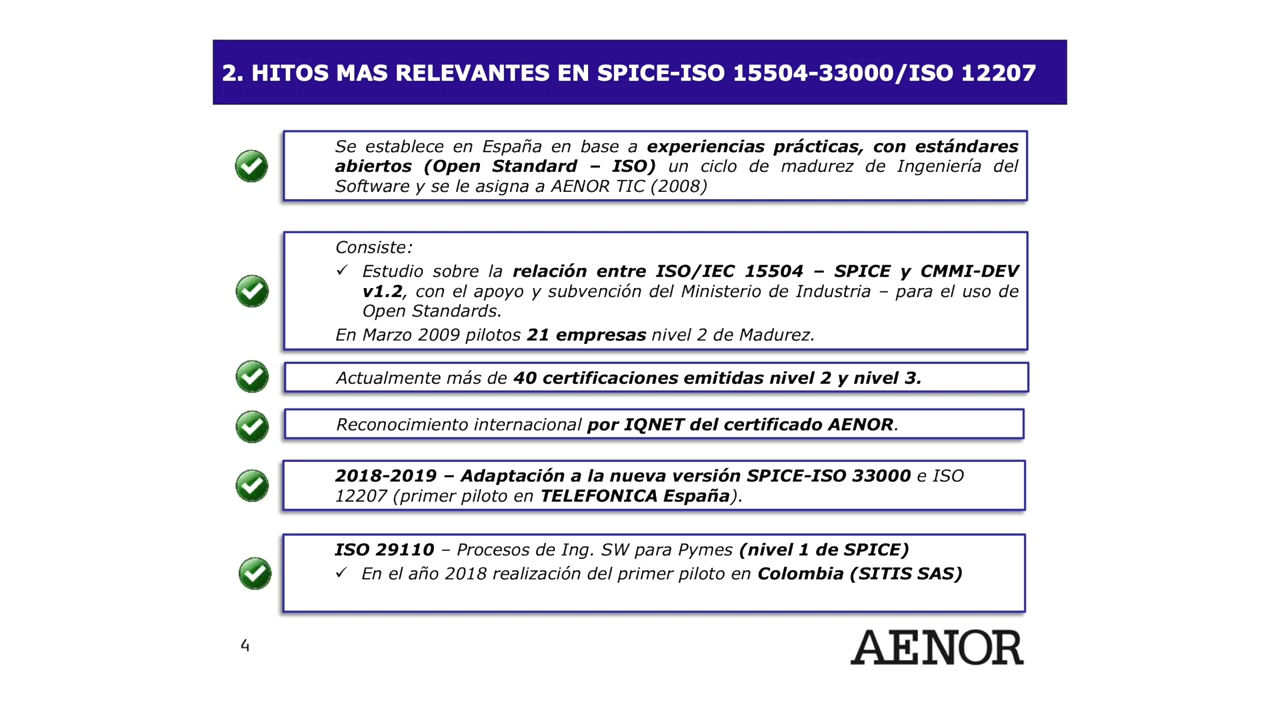 2. HITOS MAS RELEVANTES EN SPICE-ISO 15504-33000/ISO 12207
Se establece en España en base a experiencias prácticas, con estándares
abiertos (Open Standard – ISO) un ciclo de madurez de Ingeniería del
Software y se le asigna a AENOR TIC (2008)
Consiste:
✓ Estudio sobre la relación entre ISO/IEC 15504 – SPICE y CMMI-DEV
v1.2, con el apoyo y subvención del Ministerio de Industria – para el uso de
Open Standards.
En Marzo 2009 pilotos 21 empresas nivel 2 de Madurez.
Actualmente más de 40 certificaciones emitidas nivel 2 y nivel 3.
Reconocimiento internacional por IQNET del certificado AENOR.
2018-2019 – Adaptación a la nueva versión SPICE-ISO 33000 e ISO
12207 (primer piloto en TELEFONICA España).
ISO 29110 – Procesos de Ing. SW para Pymes (nivel 1 de SPICE)
✓ En el año 2018 realización del primer piloto en Colombia (SITIS SAS)
4
AENOR